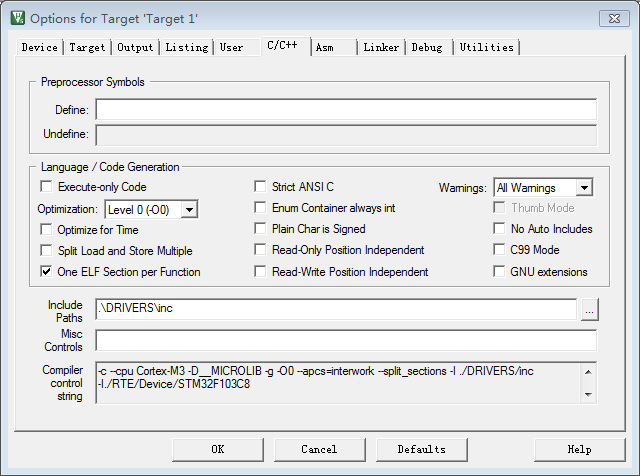 Options for Target 'Target 1'
Device Target Output Listing User C/C++ Asm Linker Debug Utilities
Preprocessor Symbols
Define:
Undefine:
Language / Code Generation
Execute-only Code Strict ANSI C Warnings: All Warnings
Optimization: Level 0 (-O0) Enum Container always int Thumb Mode
Optimize for Time Plain Char is Signed No Auto Includes
Split Load and Store Multiple Read-Only Position Independent C99 Mode
One ELF Section per Function Read-Write Position Independent GNU extensions
Include
Paths
.\DRIVERS\inc ...
Misc
Controls
Compiler
control
string
-c --cpu Cortex-M3 -D__MICROLIB -g -O0 --apcs=interwork --split_sections -I ./DRIVERS/inc
-I./RTE/Device/STM32F103C8
OK Cancel Defaults Help